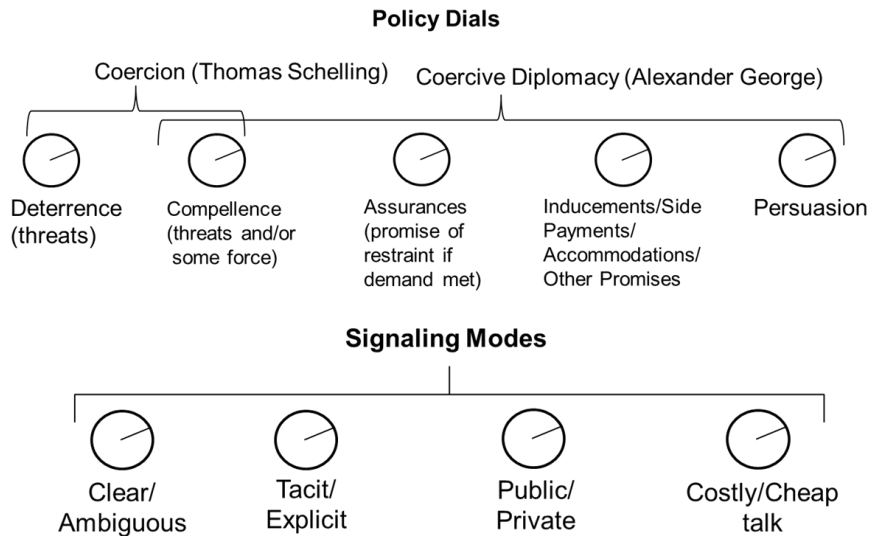 Policy Dials
Coercion (Thomas Schelling)
Coercive Diplomacy (Alexander George)
Deterrence
(threats)
Compellence
(threats and/or
some force)
Assurances
(promise of
restraint if
demand met)
Inducements/Side
Payments/
Accommodations/
Other Promises
Persuasion
Signaling Modes
Clear/
Ambiguous
Tacit/
Explicit
Public/
Private
Costly/Cheap
talk